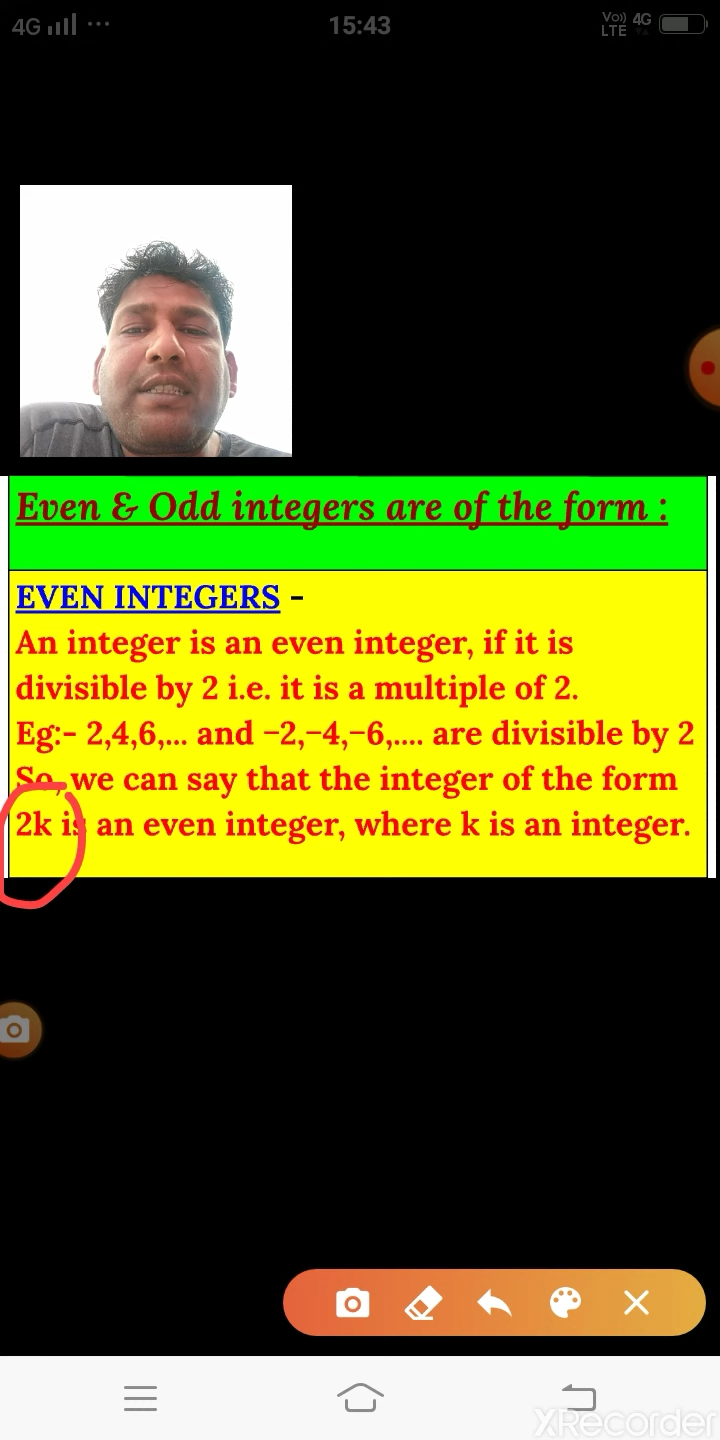 4G ... 15:43 Vo)) LTE 4G
Even & Odd integers are of the form :
EVEN INTEGERS -
An integer is an even integer, if it is
divisible by 2 i.e. it is a multiple of 2.
Eg:- 2,4,6,... and −2,−4,−6,.... are divisible by 2
So, we can say that the integer of the form
2k is an even integer, where k is an integer.
XRecorder